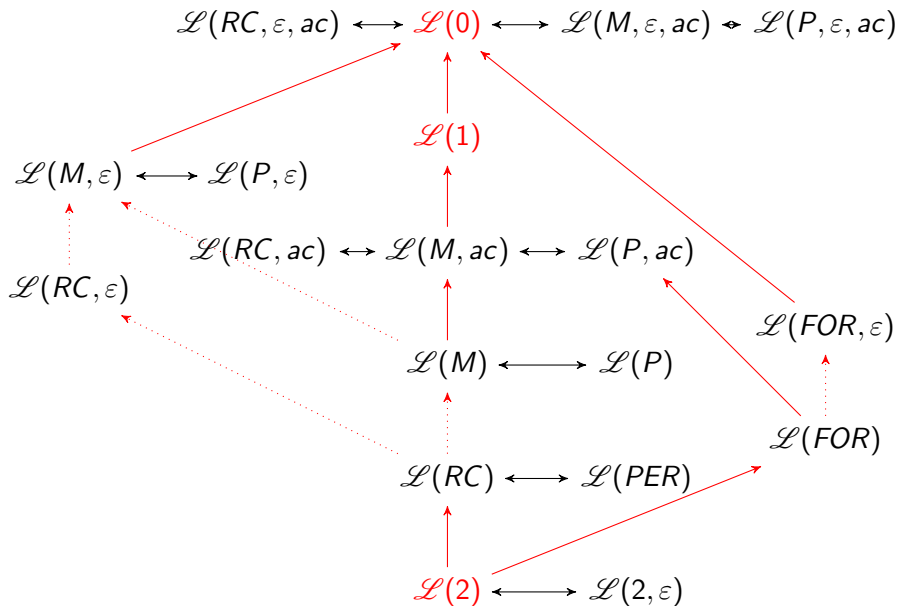 ℒ(RC, ε, ac) ℒ(0) ℒ(M, ε, ac) ℒ(P, ε, ac)
ℒ(1)
ℒ(M, ε) ℒ(P, ε)
ℒ(RC, ac) ℒ(M, ac) ℒ(P, ac)
ℒ(RC, ε)
ℒ(FOR, ε)
ℒ(M) ℒ(P)
ℒ(FOR)
ℒ(RC) ℒ(PER)
ℒ(2) ℒ(2, ε)